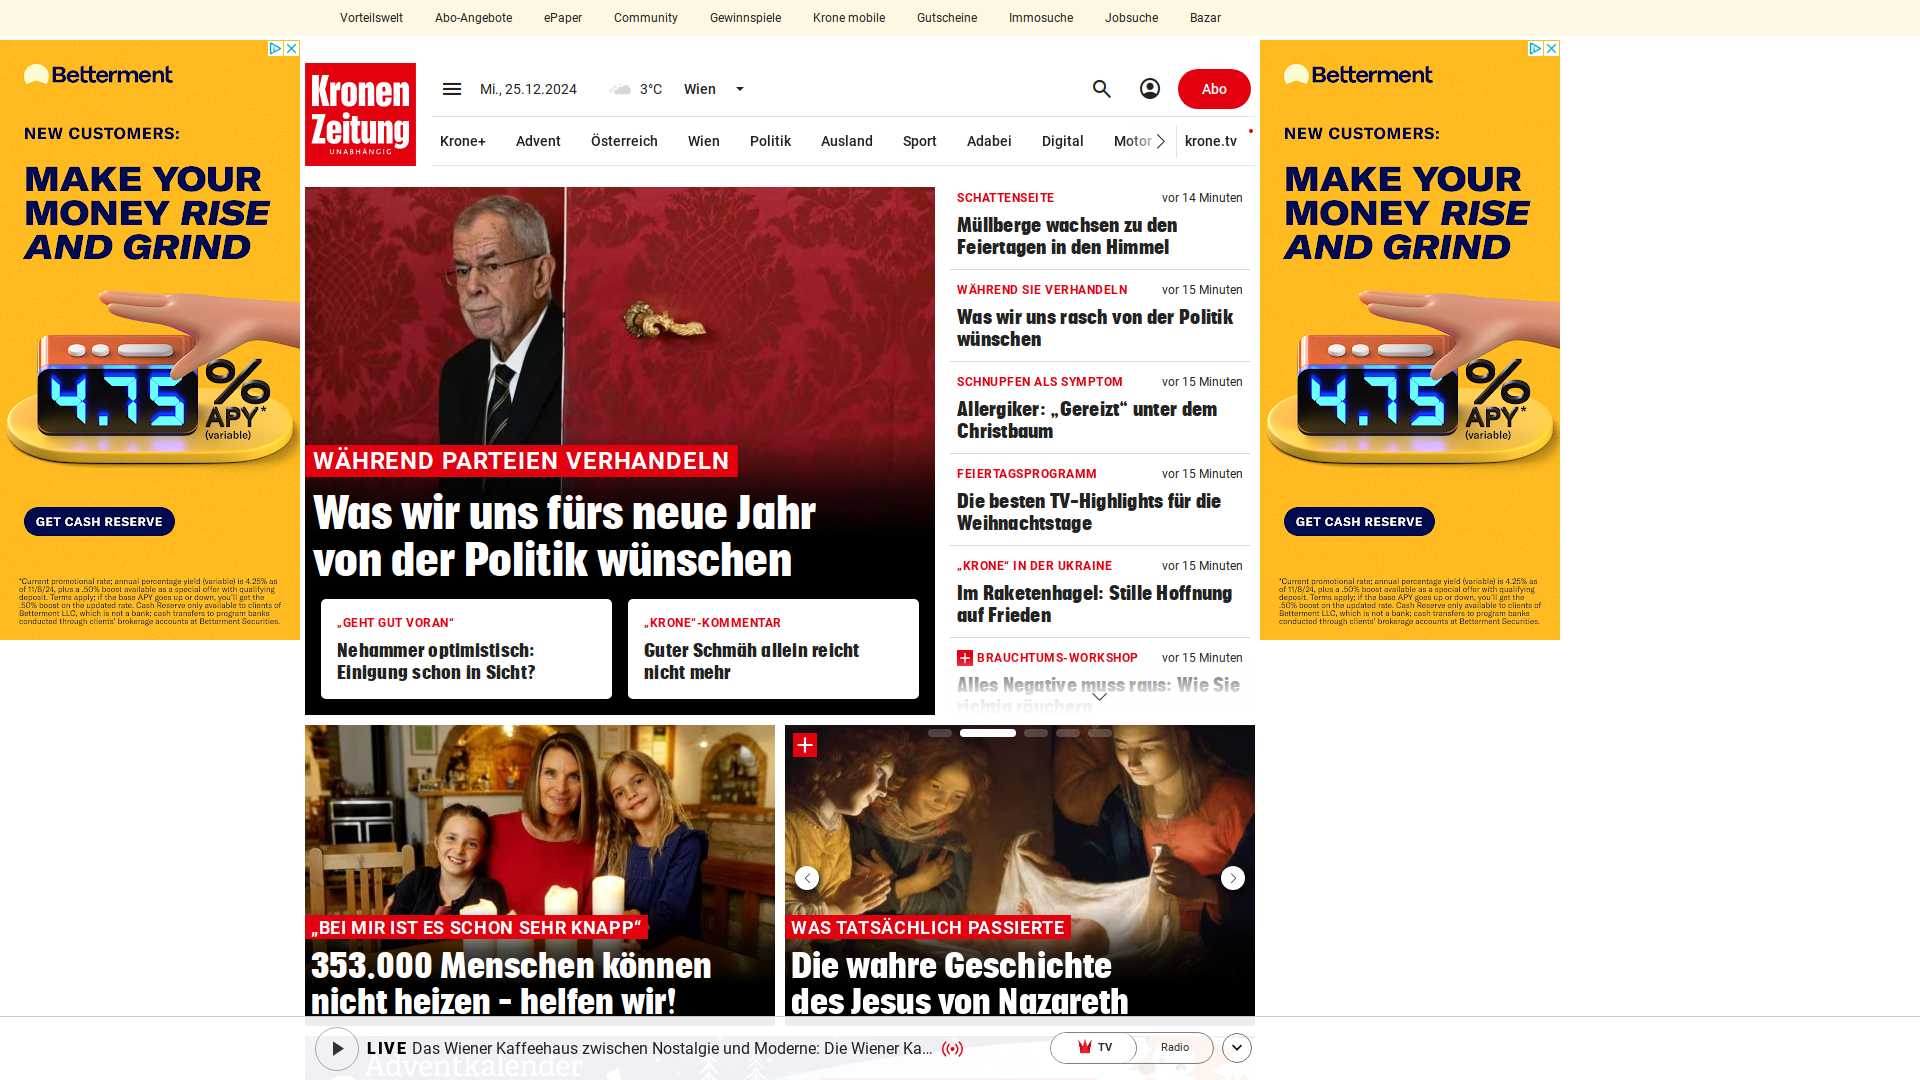 Vorteilswelt
Abo-Angebote
ePaper
Community
Gewinnspiele
Krone mobile
Gutscheine
Immosuche
Jobsuche
Bazar
Betterment
NEW CUSTOMERS:
MAKE YOUR
MONEY RISE
AND GRIND
4.75
%
APY*
(variable)
GET CASH RESERVE
*Current promotional rate; annual percentage yield (variable) is 4.25% as
of 11/8/24, plus a .50% boost available as a special offer with qualifying
deposit. Terms apply; if the base APY goes up or down, you'll get the
.50% boost on the updated rate. Cash Reserve only available to clients of
Betterment LLC, which is not a bank; cash transfers to program banks
conducted through clients' brokerage accounts at Betterment Securities.
Kronen
Zeitung
UNABHÄNGIG
Mi., 25.12.2024
3°C
Wien
Abo
Krone+
Advent
Österreich
Wien
Politik
Ausland
Sport
Adabei
Digital
Motor
krone.tv
WÄHREND PARTEIEN VERHANDELN
Was wir uns fürs neue Jahr
von der Politik wünschen
„GEHT GUT VORAN“
Nehammer optimistisch:
Einigung schon in Sicht?
„KRONE“-KOMMENTAR
Guter Schmäh allein reicht
nicht mehr
SCHATTENSEITE
vor 14 Minuten
Müllberge wachsen zu den
Feiertagen in den Himmel
WÄHREND SIE VERHANDELN
vor 15 Minuten
Was wir uns rasch von der Politik
wünschen
SCHNUPFEN ALS SYMPTOM
vor 15 Minuten
Allergiker: „Gereizt“ unter dem
Christbaum
FEIERTAGSPROGRAMM
vor 15 Minuten
Die besten TV-Highlights für die
Weihnachtstage
„KRONE“ IN DER UKRAINE
vor 15 Minuten
Im Raketenhagel: Stille Hoffnung
auf Frieden
BRAUCHTUMS-WORKSHOP
vor 15 Minuten
Alles Negative muss raus: Wie Sie
richtig räuchern
Betterment
NEW CUSTOMERS:
MAKE YOUR
MONEY RISE
AND GRIND
4.75
%
APY*
(variable)
GET CASH RESERVE
*Current promotional rate; annual percentage yield (variable) is 4.25% as
of 11/8/24, plus a .50% boost available as a special offer with qualifying
deposit. Terms apply; if the base APY goes up or down, you'll get the
.50% boost on the updated rate. Cash Reserve only available to clients of
Betterment LLC, which is not a bank; cash transfers to program banks
conducted through clients' brokerage accounts at Betterment Securities.
„BEI MIR IST ES SCHON SEHR KNAPP“
353.000 Menschen können
nicht heizen – helfen wir!
WAS TATSÄCHLICH PASSIERTE
Die wahre Geschichte
des Jesus von Nazareth
LIVE Das Wiener Kaffeehaus zwischen Nostalgie und Moderne: Die Wiener Ka...
TV
Radio
Adventkalender